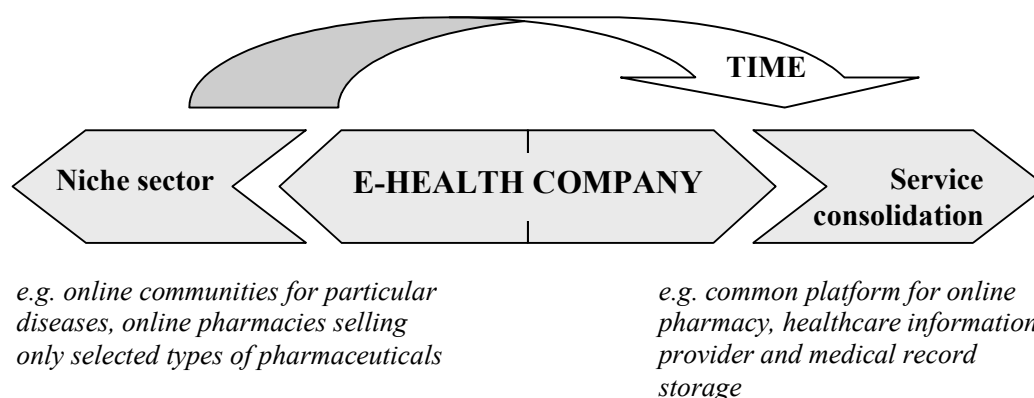 TIME
Niche sector
E-HEALTH COMPANY
Service
consolidation
e.g. online communities for particular
diseases, online pharmacies selling
only selected types of pharmaceuticals
e.g. common platform for online
pharmacy, healthcare information
provider and medical record
storage